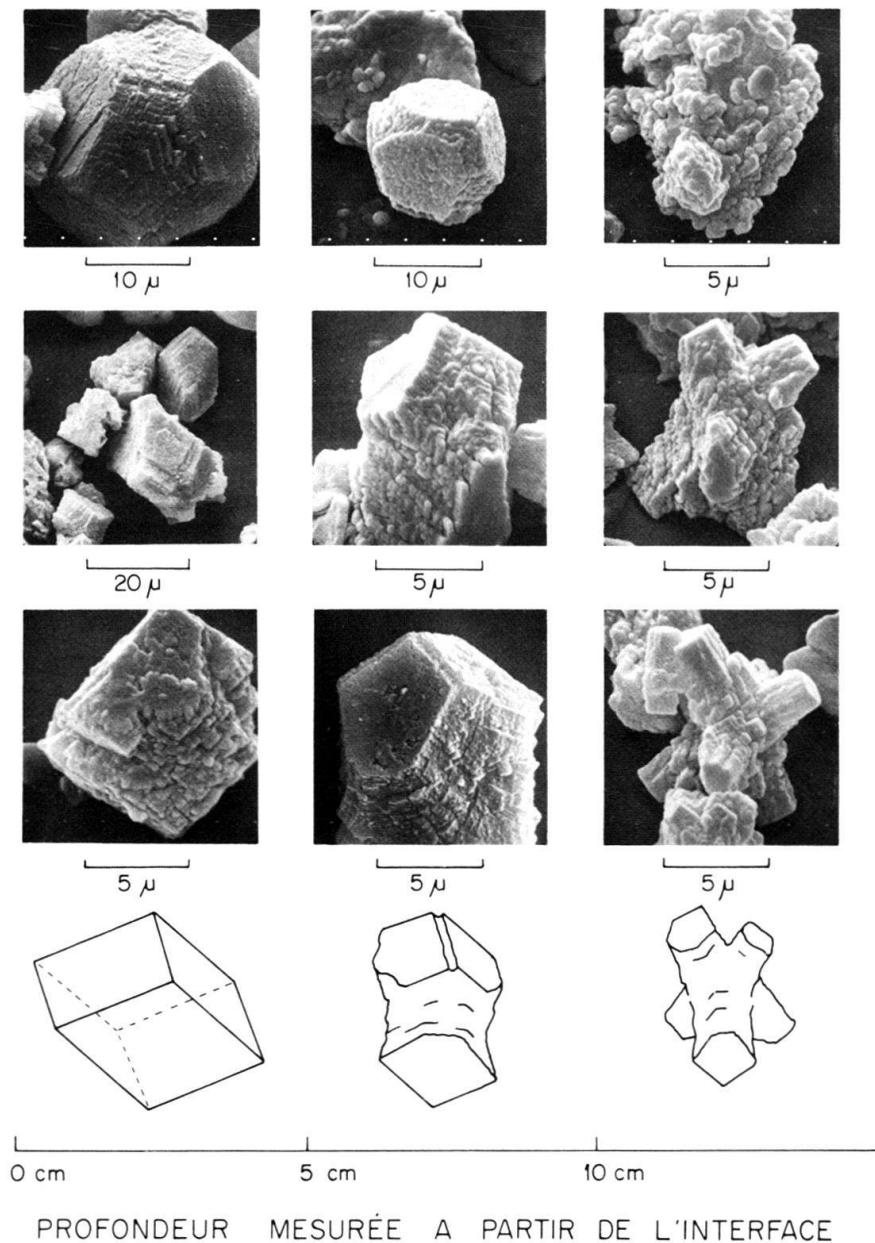 10 μ 10 μ 5 μ
20 μ 5 μ 5 μ
5 μ 5 μ 5 μ
0 cm 5 cm 10 cm
PROFONDEUR MESURÉE A PARTIR DE L'INTERFACE